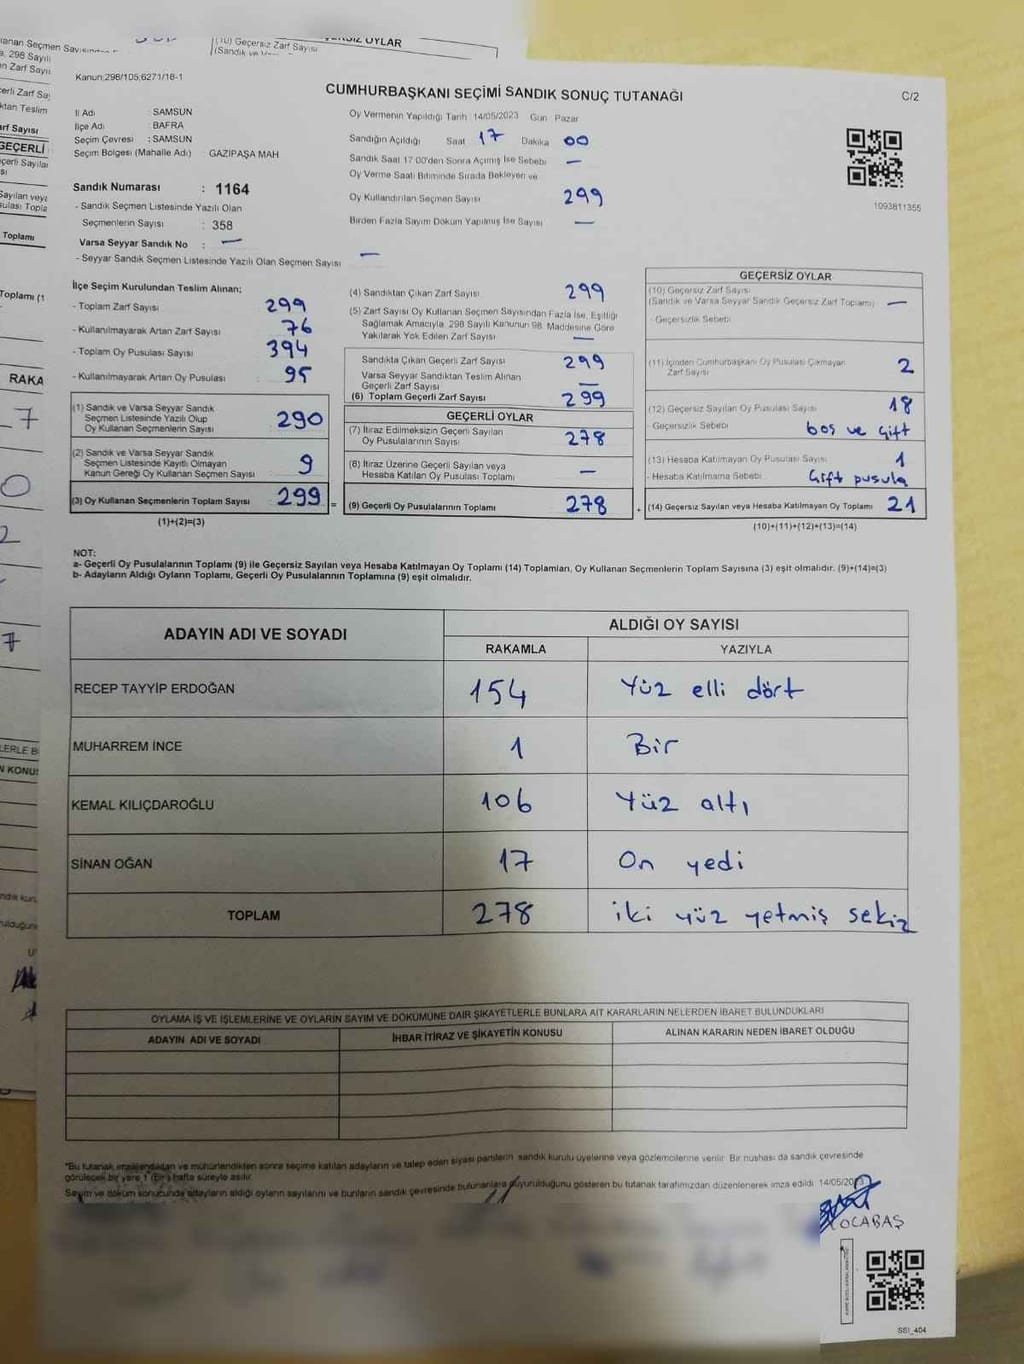 Kanun;298/105;6271/18-1
CUMHURBAŞKANI SEÇİMİ SANDIK SONUÇ TUTANAĞI
C/2
İl Adı : SAMSUN
İlçe Adı : BAFRA
Seçim Çevresi : SAMSUN
Seçim Bölgesi (Mahalle Adı) : GAZİPAŞA MAH
Sandık Numarası : 1164
- Sandık Seçmen Listesinde Yazılı Olan
Seçmenlerin Sayısı : 358
Varsa Seyyar Sandık No : —
- Seyyar Sandık Seçmen Listesinde Yazılı Olan Seçmen Sayısı —
Oy Vermenin Yapıldığı Tarih 14/05/2023 Gün Pazar
Sandığın Açıldığı Saat 17 Dakika 00
Sandık Saat 17:00'den Sonra Açılmış İse Sebebi —
Oy Verme Saati Bitiminde Sırada Bekleyen ve
Oy Kullandırılan Seçmen Sayısı 299
Birden Fazla Sayım Döküm Yapılmış İse Sayısı —
1093811355
İlçe Seçim Kurulundan Teslim Alınan;
- Toplam Zarf Sayısı 299
- Kullanılmayarak Artan Zarf Sayısı 76
- Toplam Oy Pusulası Sayısı 394
- Kullanılmayarak Artan Oy Pusulası : 95
(1) Sandık ve Varsa Seyyar Sandık
Seçmen Listesinde Yazılı Olup
Oy Kullanan Seçmenlerin Sayısı 290
(2) Sandık ve Varsa Seyyar Sandık
Seçmen Listesinde Kayıtlı Olmayan
Kanun Gereği Oy Kullanan Seçmen Sayısı 9
(3) Oy Kullanan Seçmenlerin Toplam Sayısı 299 =
(1)+(2)=(3)
(4) Sandıktan Çıkan Zarf Sayısı 299
(5) Zarf Sayısı Oy Kullanan Seçmen Sayısından Fazla İse, Eşitliği
Sağlamak Amacıyla, 298 Sayılı Kanunun 98. Maddesine Göre
Yakılarak Yok Edilen Zarf Sayısı —
Sandıkta Çıkan Geçerli Zarf Sayısı 299
Varsa Seyyar Sandıktan Teslim Alınan
Geçerli Zarf Sayısı —
(6) Toplam Geçerli Zarf Sayısı 299
GEÇERLİ OYLAR
(7) İtiraz Edilmeksizin Geçerli Sayılan
Oy Pusulalarının Sayısı 278
(8) İtiraz Üzerine Geçerli Sayılan veya
Hesaba Katılan Oy Pusulası Toplamı —
(9) Geçerli Oy Pusulalarının Toplamı 278 +
GEÇERSİZ OYLAR
(10) Geçersiz Zarf Sayısı
(Sandık ve Varsa Seyyar Sandık Geçersiz Zarf Toplamı) —
- Geçersizlik Sebebi
(11) İçinden Cumhurbaşkanı Oy Pusulası Çıkmayan
Zarf Sayısı 2
(12) Geçersiz Sayılan Oy Pusulası Sayısı 18
- Geçersizlik Sebebi boş ve Çift
(13) Hesaba Katılmayan Oy Pusulası Sayısı 1
- Hesaba Katılmama Sebebi Çift pusula
(14) Geçersiz Sayılan veya Hesaba Katılmayan Oy Toplamı 21
(10)+(11)+(12)+(13)=(14)
NOT:
a- Geçerli Oy Pusulalarının Toplamı (9) ile Geçersiz Sayılan veya Hesaba Katılmayan Oy Toplamı (14) Toplamları, Oy Kullanan Seçmenlerin Toplam Sayısına (3) eşit olmalıdır. (9)+(14)=(3)
b- Adayların Aldığı Oyların Toplamı, Geçerli Oy Pusulalarının Toplamına (9) eşit olmalıdır.
ADAYIN ADI VE SOYADI ALDIĞI OY SAYISI
RAKAMLA YAZIYLA
RECEP TAYYİP ERDOĞAN 154 Yüz elli dört
MUHARREM İNCE 1 Bir
KEMAL KILIÇDAROĞLU 106 Yüz altı
SİNAN OĞAN 17 On yedi
TOPLAM 278 iki yüz yetmiş sekiz
OYLAMA İŞ VE İŞLEMLERİNE VE OYLARIN SAYIM VE DÖKÜMÜNE DAİR ŞİKAYETLERLE BUNLARA AİT KARARLARIN NELERDEN İBARET BULUNDUKLARI
ADAYIN ADI VE SOYADI İHBAR İTİRAZ VE ŞİKAYETİN KONUSU ALINAN KARARIN NEDEN İBARET OLDUĞU
*Bu tutanak imzalandıktan ve mühürlendikten sonra seçime katılan adayların ve talep eden siyasi partilerin sandık kurulu üyelerine veya gözlemcilerine verilir. Bir nüshası da sandık çevresinde
görülecek bir yere 1 (bir) hafta süreyle asılır.
Sayım ve döküm sonucunda adayların aldığı oyların sayılarını ve bunların sandık çevresinde bulunanlara duyurulduğunu gösteren bu tutanak tarafımızdan düzenlenerek imza edildi. 14/05/2023
KOCABAŞ
SSİ_404